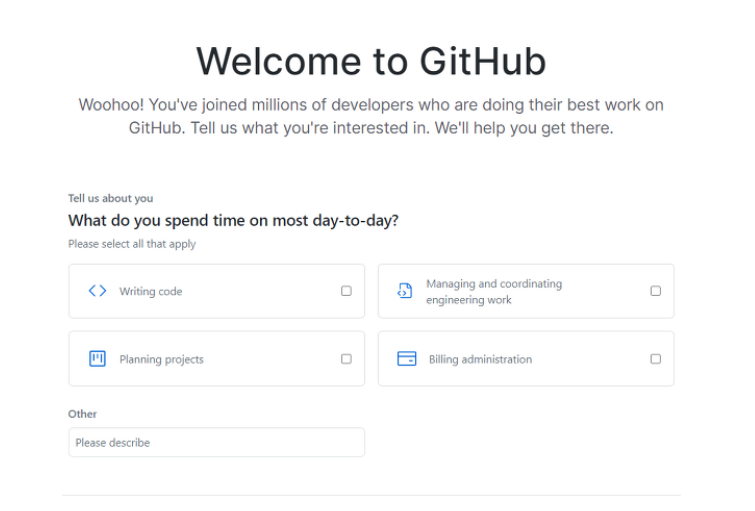 Welcome to GitHub
Woohoo! You've joined millions of developers who are doing their best work on
GitHub. Tell us what you're interested in. We'll help you get there.
Tell us about you
What do you spend time on most day-to-day?
Please select all that apply
Writing code
Managing and coordinating
engineering work
Planning projects
Billing administration
Other
Please describe